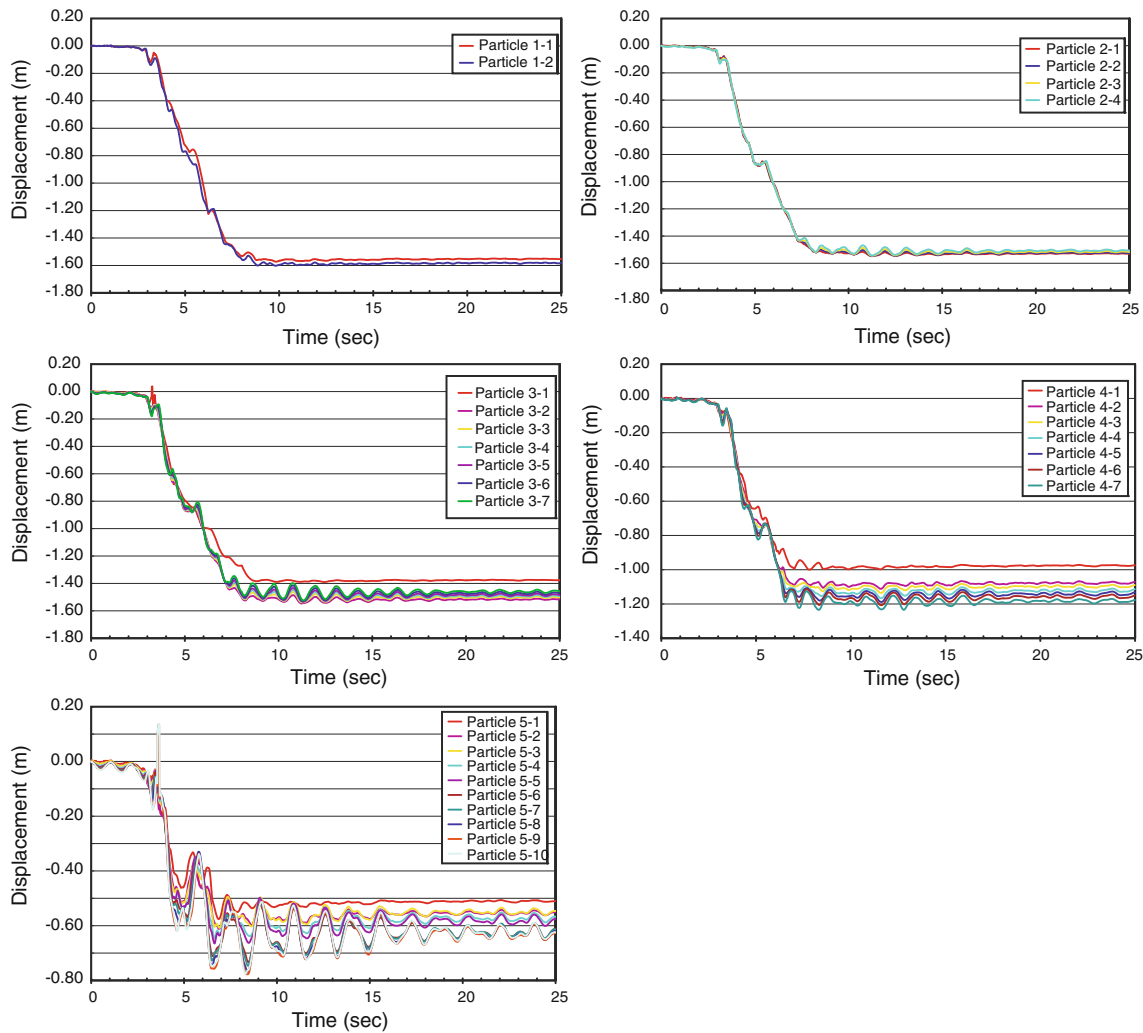 0.20
0.00
-0.20
-0.40
-0.60
-0.80
-1.00
-1.20
-1.40
-1.60
-1.80
Displacement (m)
0 5 10 15 20 25
Time (sec)
Particle 1-1
Particle 1-2
0.20
0.00
-0.20
-0.40
-0.60
-0.80
-1.00
-1.20
-1.40
-1.60
-1.80
Displacement (m)
0 5 10 15 20 25
Time (sec)
Particle 2-1
Particle 2-2
Particle 2-3
Particle 2-4
0.20
0.00
-0.20
-0.40
-0.60
-0.80
-1.00
-1.20
-1.40
-1.60
-1.80
Displacement (m)
0 5 10 15 20 25
Time (sec)
Particle 3-1
Particle 3-2
Particle 3-3
Particle 3-4
Particle 3-5
Particle 3-6
Particle 3-7
0.20
0.00
-0.20
-0.40
-0.60
-0.80
-1.00
-1.20
-1.40
Displacement (m)
0 5 10 15 20 25
Time (sec)
Particle 4-1
Particle 4-2
Particle 4-3
Particle 4-4
Particle 4-5
Particle 4-6
Particle 4-7
0.20
0.00
-0.20
-0.40
-0.60
-0.80
Displacement (m)
0 5 10 15 20 25
Time (sec)
Particle 5-1
Particle 5-2
Particle 5-3
Particle 5-4
Particle 5-5
Particle 5-6
Particle 5-7
Particle 5-8
Particle 5-9
Particle 5-10